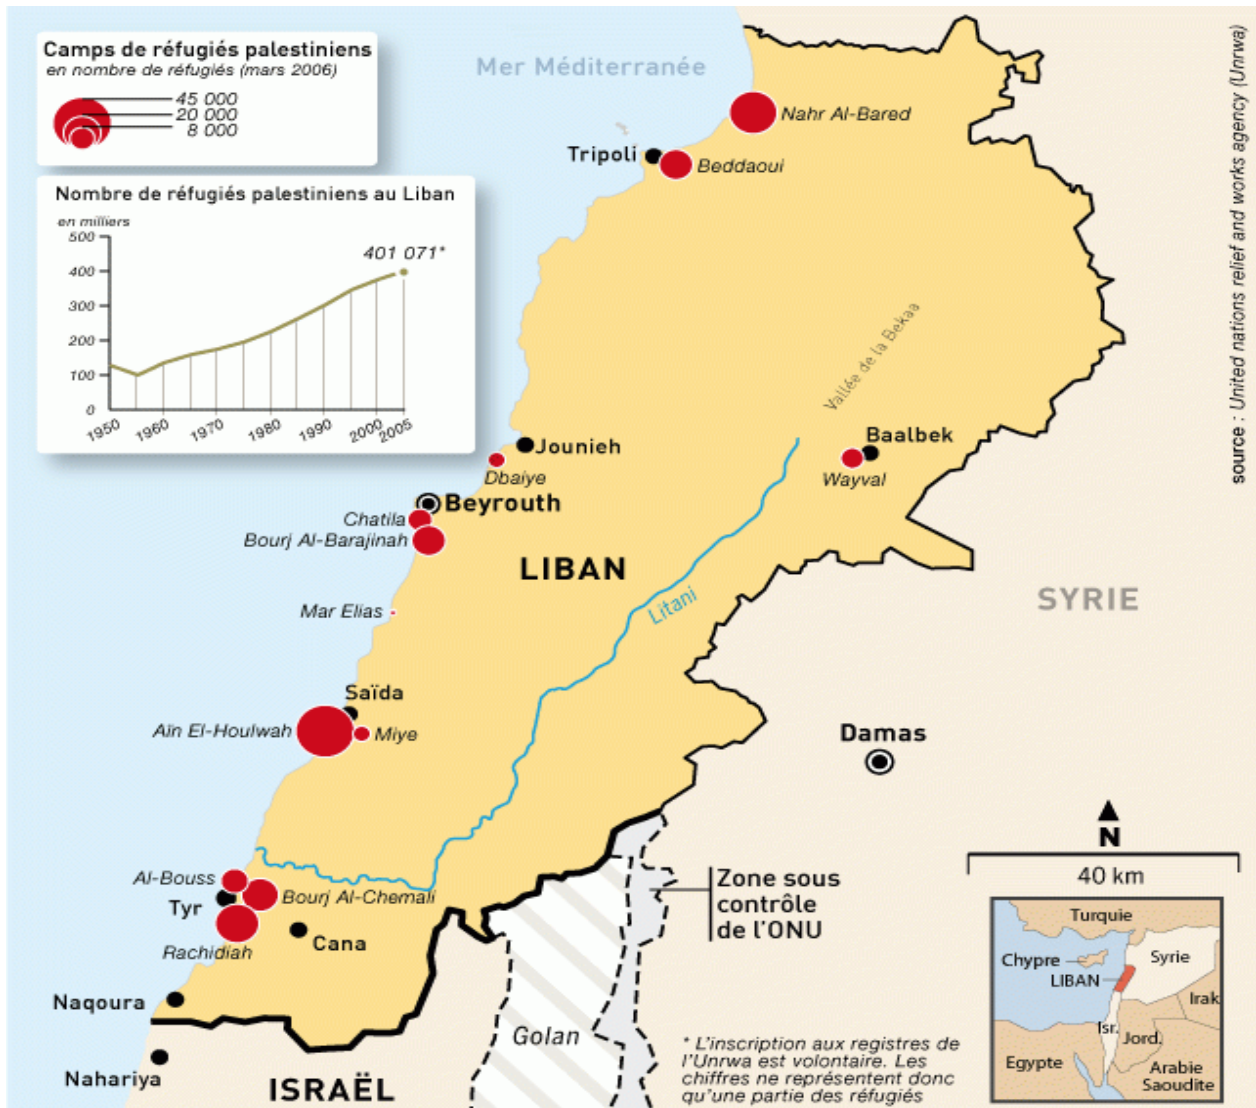 Camps de réfugiés palestiniens
en nombre de réfugiés (mars 2006)
45 000
20 000
8 000
Nombre de réfugiés palestiniens au Liban
en milliers
500
400
300
200
100
0
401 071*
1950
1960
1970
1980
1990
2000
2005
Mer Méditerranée
Nahr Al-Bared
Tripoli
Beddaoui
Vallée de la Bekaa
Jounieh
Dbaiye
Baalbek
Wayval
Beyrouth
Chatila
Bourj Al-Barajinah
LIBAN
Litani
SYRIE
Mar Elias
Saïda
Aïn El-Houlwah
Miye
Damas
Al-Bouss
Bourj Al-Chemali
Tyr
Rachidiah
Cana
Naqoura
Nahariya
ISRAËL
Golan
Zone sous
contrôle
de l'ONU
N
40 km
Turquie
Chypre
Syrie
LIBAN
Irak
Isr.
Jord.
Egypte
Arabie
Saoudite
* L'inscription aux registres de
l'Unrwa est volontaire. Les
chiffres ne représentent donc
qu'une partie des réfugiés
source : United nations relief and works agency (Unrwa)